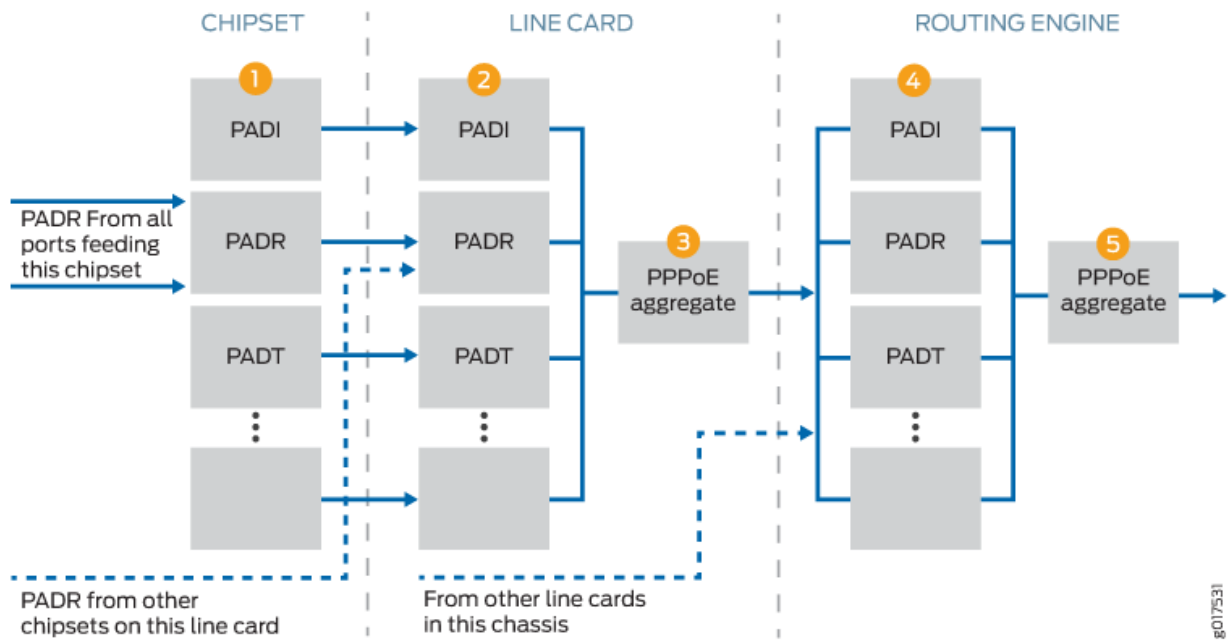 CHIPSET
LINE CARD
ROUTING ENGINE
1
2
4
PADI
PADI
PADI
PADR From all
ports feeding
this chipset
PADR
PADR
PADR
3
PPPoE
aggregate
5
PPPoE
aggregate
PADT
PADT
PADT
PADR from other
chipsets on this line card
From other line cards
in this chassis
g017531